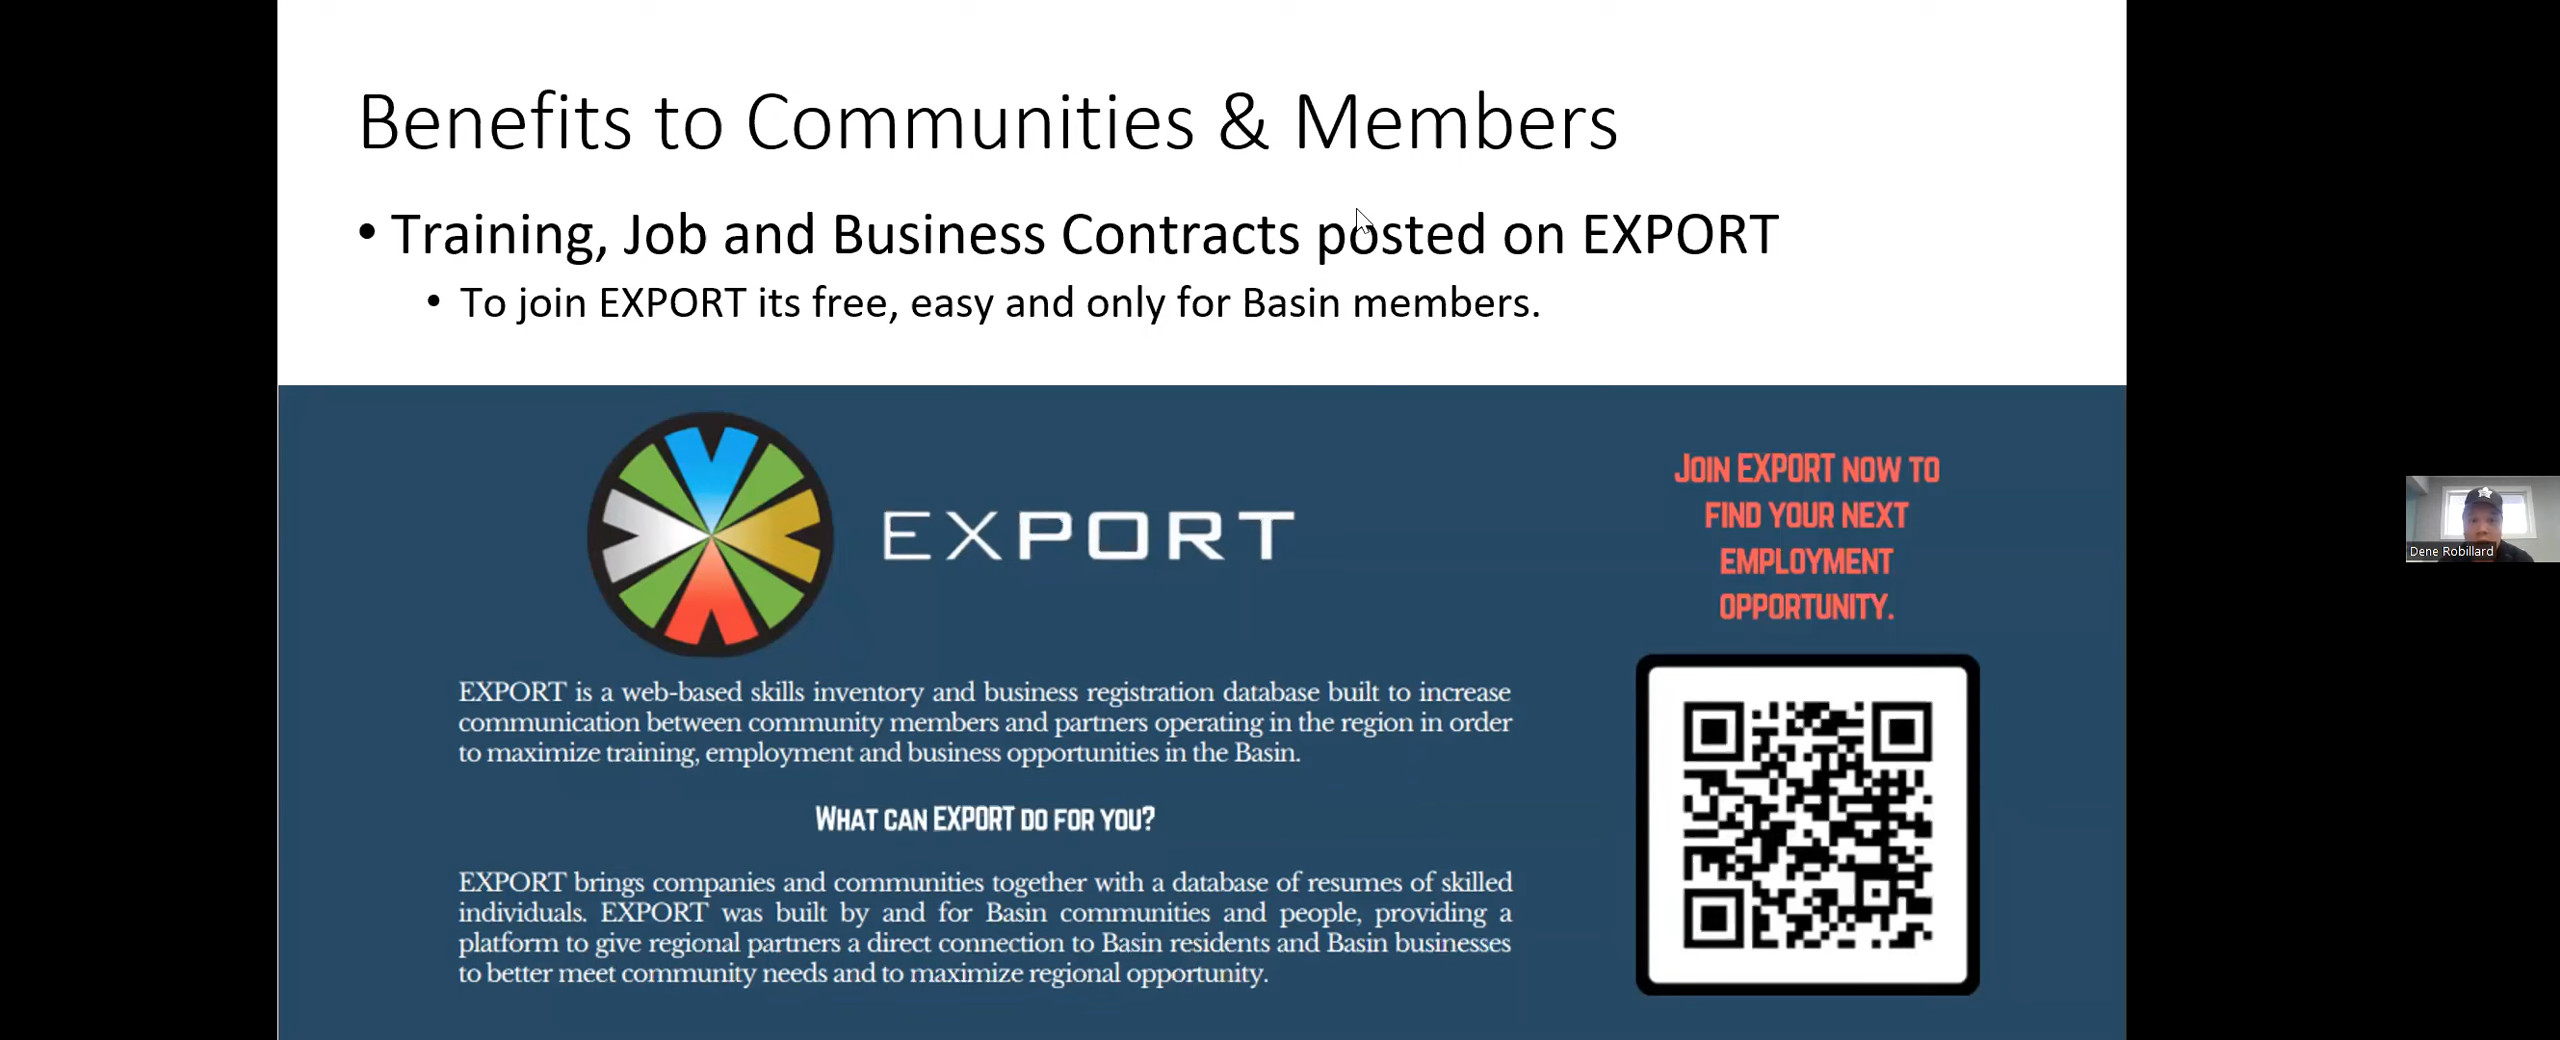 Benefits to Communities & Members
• Training, Job and Business Contracts posted on EXPORT
• To join EXPORT its free, easy and only for Basin members.
EXPORT
JOIN EXPORT NOW TO
FIND YOUR NEXT
EMPLOYMENT
OPPORTUNITY.
EXPORT is a web-based skills inventory and business registration database built to increase
communication between community members and partners operating in the region in order
to maximize training, employment and business opportunities in the Basin.
WHAT CAN EXPORT DO FOR YOU?
EXPORT brings companies and communities together with a database of resumes of skilled
individuals. EXPORT was built by and for Basin communities and people, providing a
platform to give regional partners a direct connection to Basin residents and Basin businesses
to better meet community needs and to maximize regional opportunity.
Dene Robillard